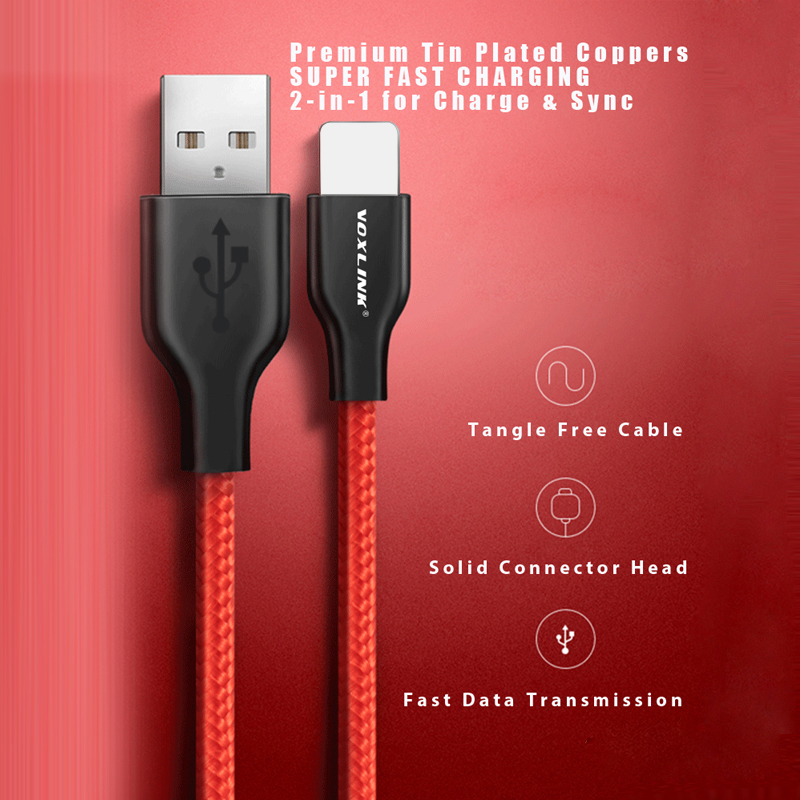 Premium Tin Plated Coppers
SUPER FAST CHARGING
2-in-1 for Charge & Sync
VOXLINK®
Tangle Free Cable
Solid Connector Head
Fast Data Transmission